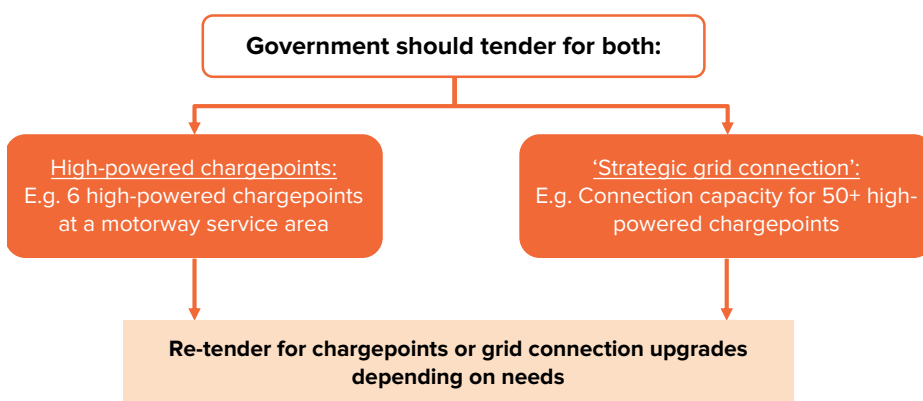 Government should tender for both:
High-powered chargepoints:
E.g. 6 high-powered chargepoints
at a motorway service area
‘Strategic grid connection’:
E.g. Connection capacity for 50+ high-
powered chargepoints
Re-tender for chargepoints or grid connection upgrades
depending on needs